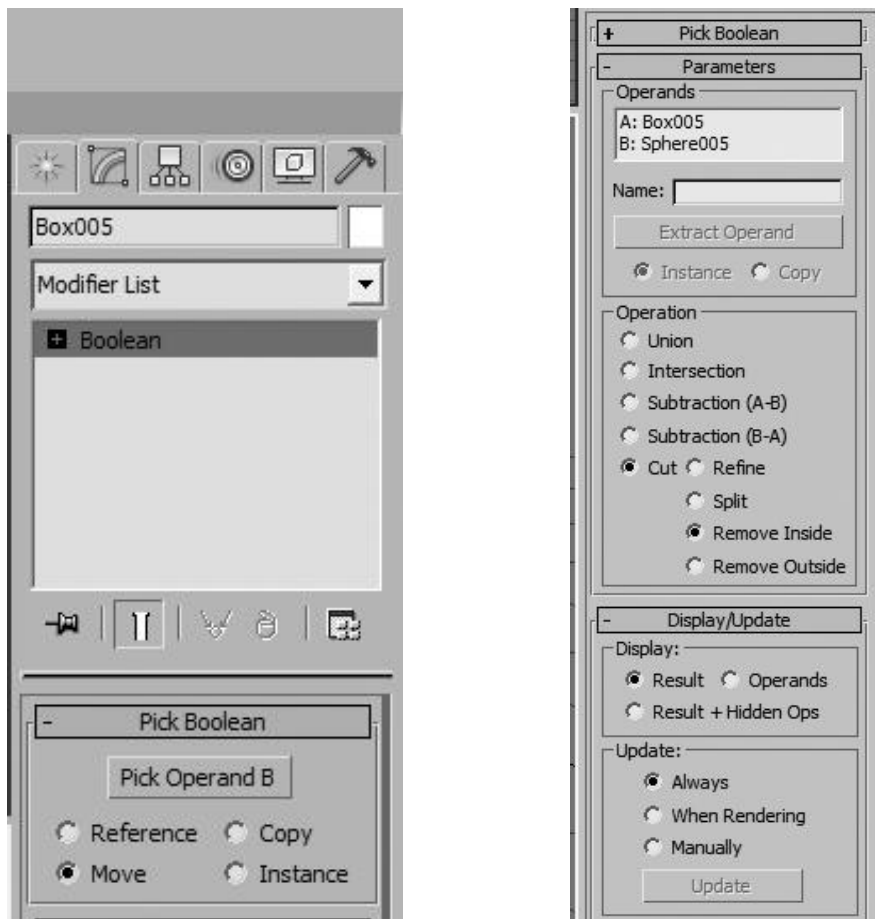 Box005
Modifier List
Boolean
- Pick Boolean
Pick Operand B
Reference Copy
Move Instance
+ Pick Boolean
- Parameters
Operands
A: Box005
B: Sphere005
Name:
Extract Operand
Instance Copy
Operation
Union
Intersection
Subtraction (A-B)
Subtraction (B-A)
Cut Refine
Split
Remove Inside
Remove Outside
- Display/Update
Display:
Result Operands
Result + Hidden Ops
Update:
Always
When Rendering
Manually
Update